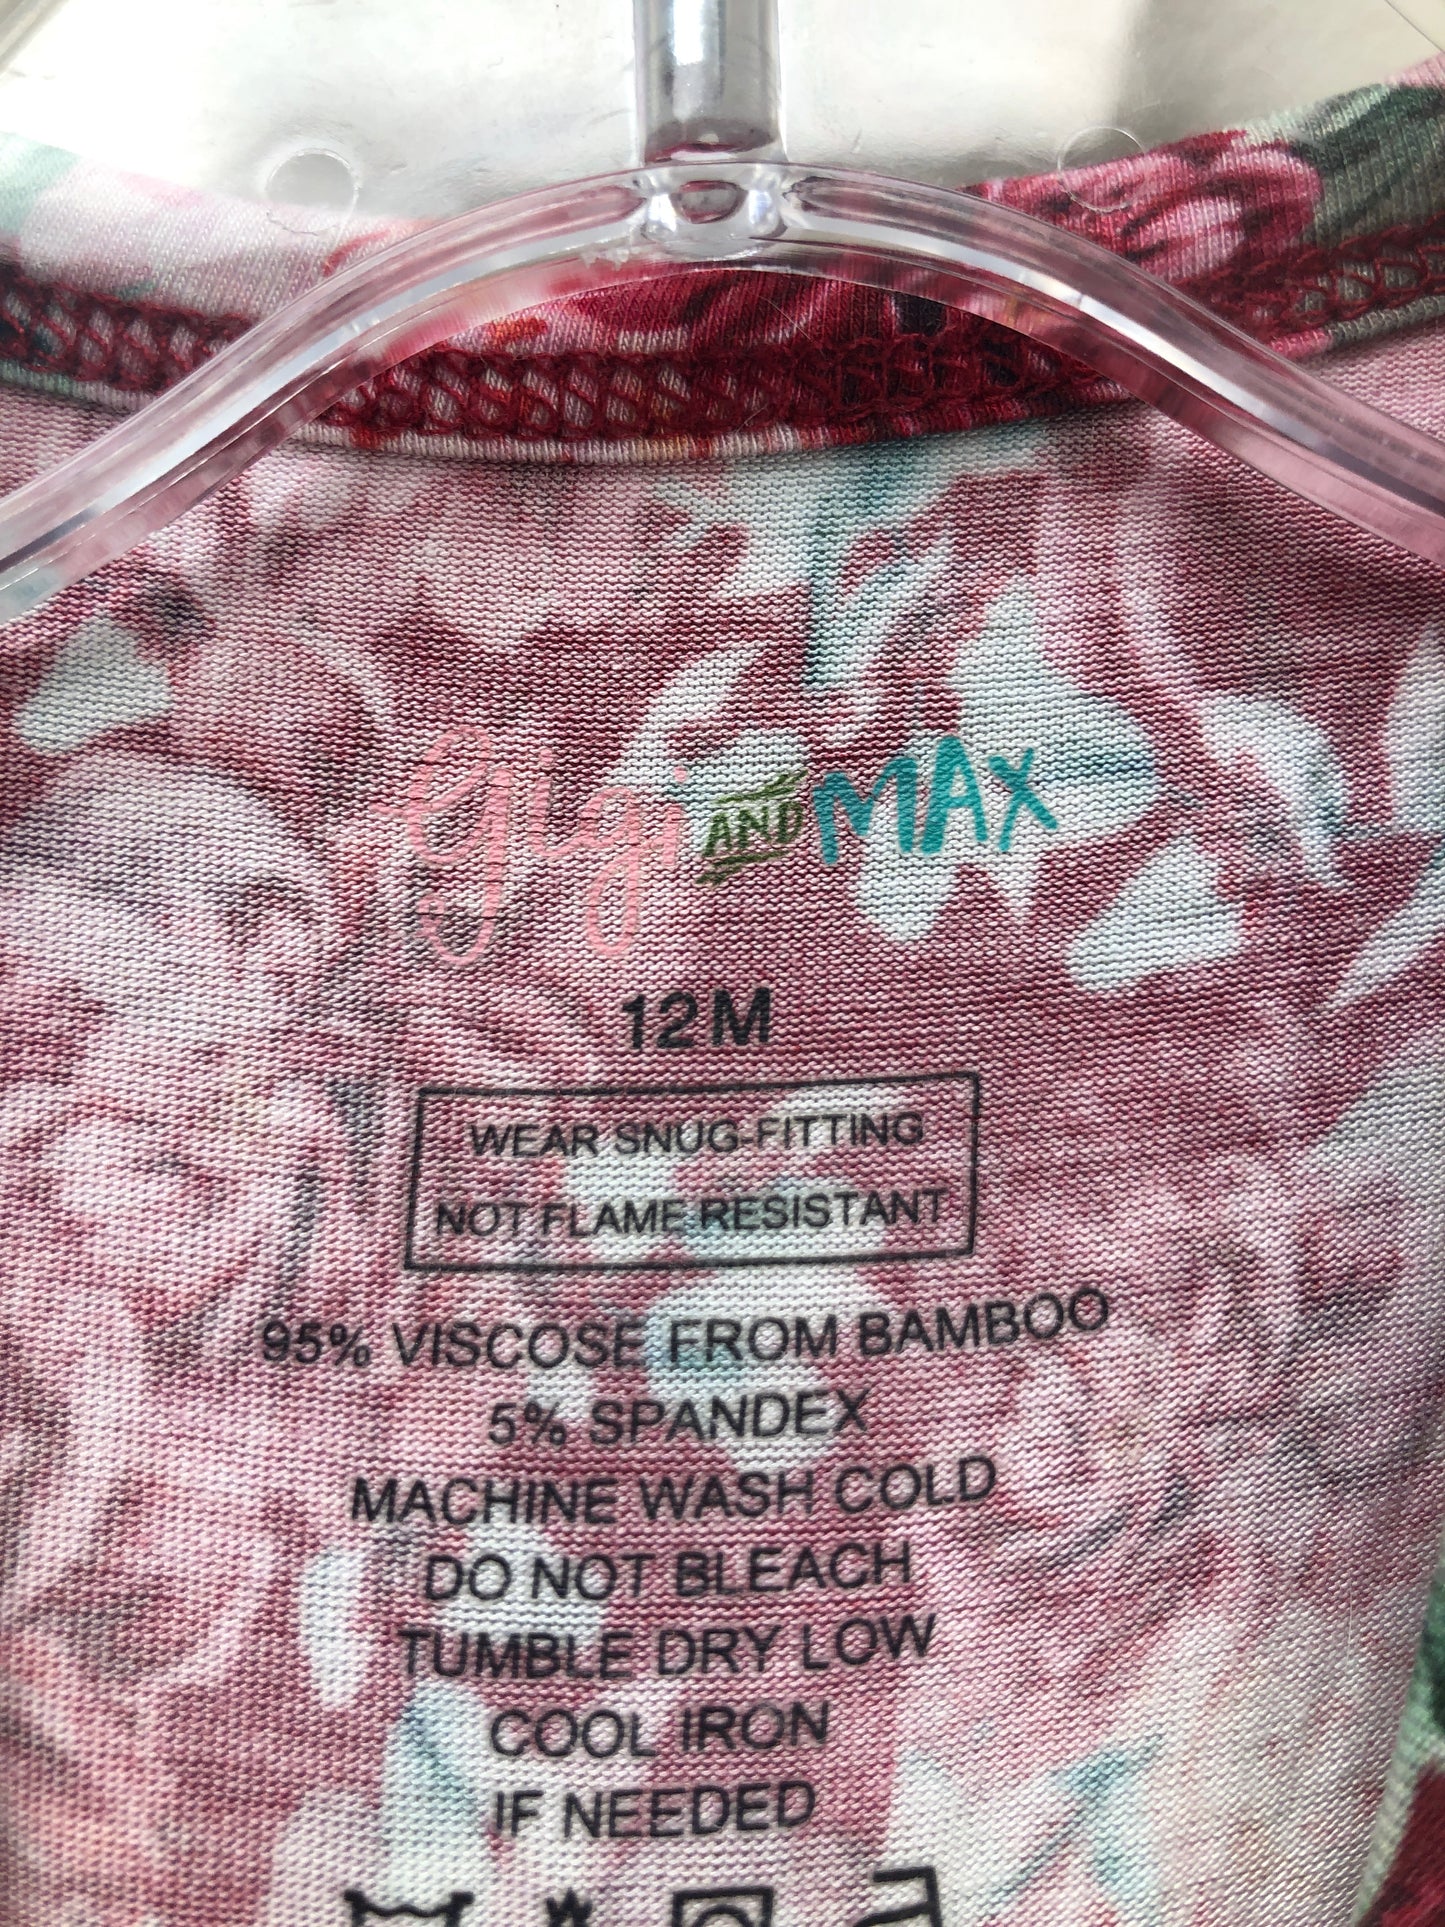 Gigi AND MAX
12M
WEAR SNUG-FITTING
NOT FLAME RESISTANT
95% VISCOSE FROM BAMBOO
5% SPANDEX
MACHINE WASH COLD
DO NOT BLEACH
TUMBLE DRY LOW
COOL IRON
IF NEEDED